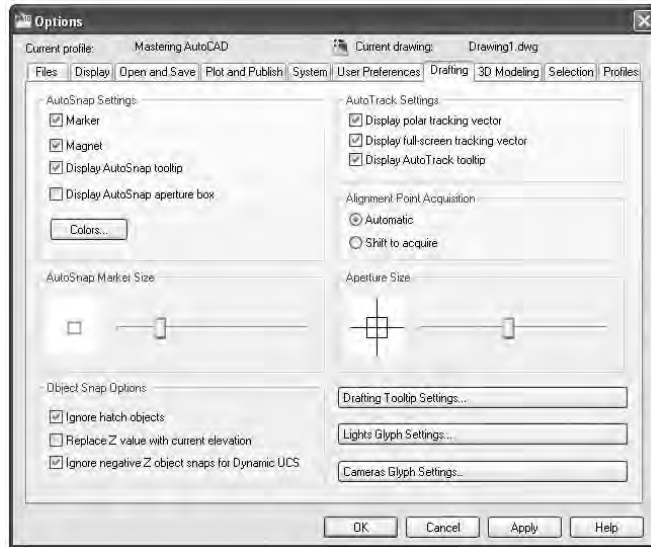 Options
Current profile: Mastering AutoCAD Current drawing: Drawing1.dwg
Files Display Open and Save Plot and Publish System User Preferences Drafting 3D Modeling Selection Profiles
AutoSnap Settings
Marker
Magnet
Display AutoSnap tooltip
Display AutoSnap aperture box
Colors...
AutoTrack Settings
Display polar tracking vector
Display full-screen tracking vector
Display AutoTrack tooltip
Alignment Point Acquisition
Automatic
Shift to acquire
AutoSnap Marker Size
Aperture Size
Object Snap Options
Ignore hatch objects
Replace Z value with current elevation
Ignore negative Z object snaps for Dynamic UCS
Drafting Tooltip Settings...
Lights Glyph Settings...
Cameras Glyph Settings...
OK Cancel Apply Help